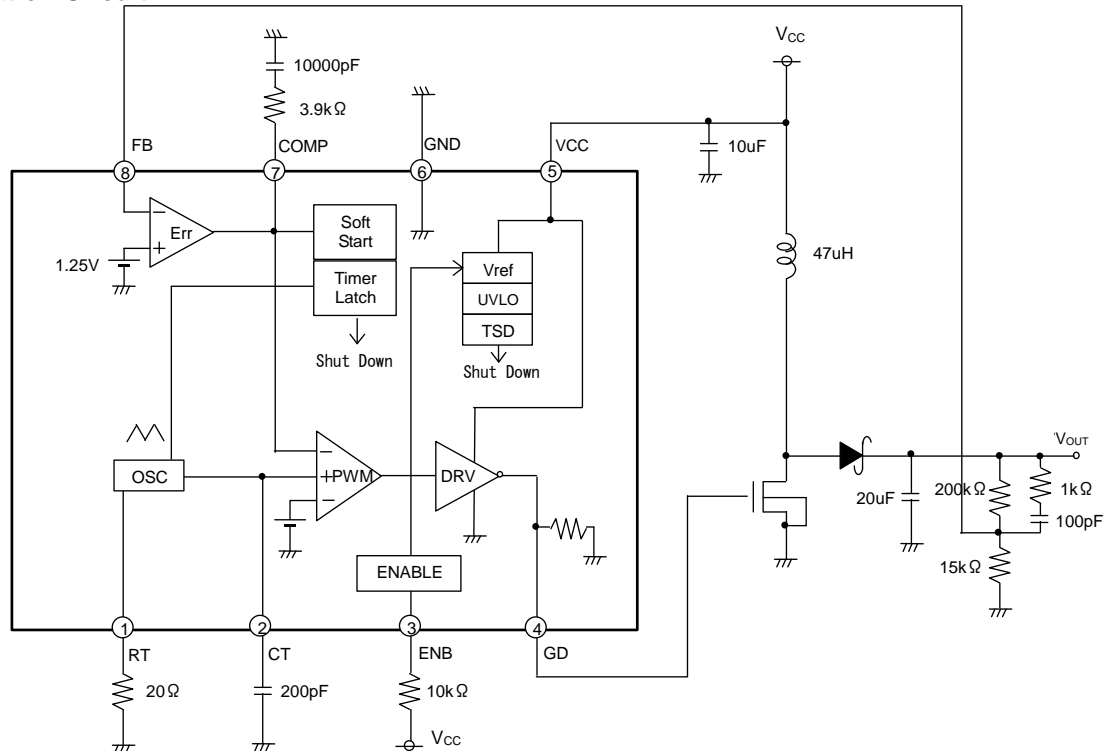 VCC
10000pF
3.9kΩ
FB
COMP
GND
VCC
10uF
8
7
6
5
Err
1.25V
Soft
Start
Timer
Latch
Shut Down
Vref
UVLO
TSD
Shut Down
47uH
OSC
PWM
DRV
VOUT
20uF
200kΩ
1kΩ
100pF
15kΩ
ENABLE
1
2
3
4
RT
CT
ENB
GD
20Ω
200pF
10kΩ
VCC